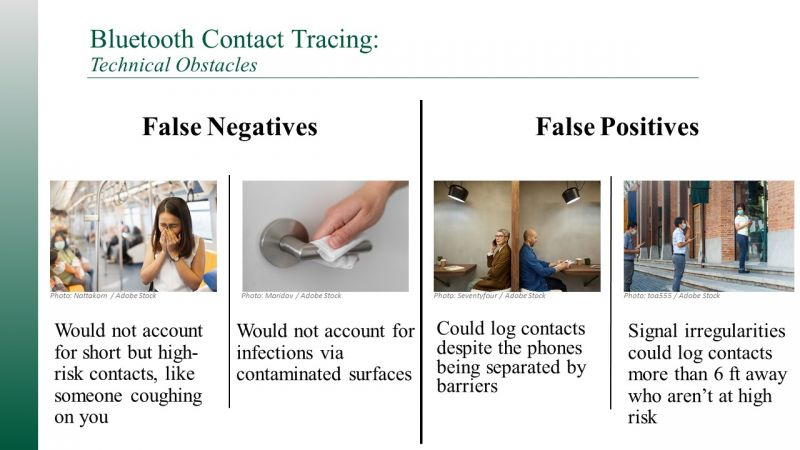 Bluetooth Contact Tracing:
Technical Obstacles
False Negatives
False Positives
Photo: Nattakorn / Adobe Stock
Photo: Maridav / Adobe Stock
Photo: Seventyfour / Adobe Stock
Photo: toa555 / Adobe Stock
Would not account
for short but high-
risk contacts, like
someone coughing
on you
Would not account for
infections via
contaminated surfaces
Could log contacts
despite the phones
being separated by
barriers
Signal irregularities
could log contacts
more than 6 ft away
who aren’t at high
risk